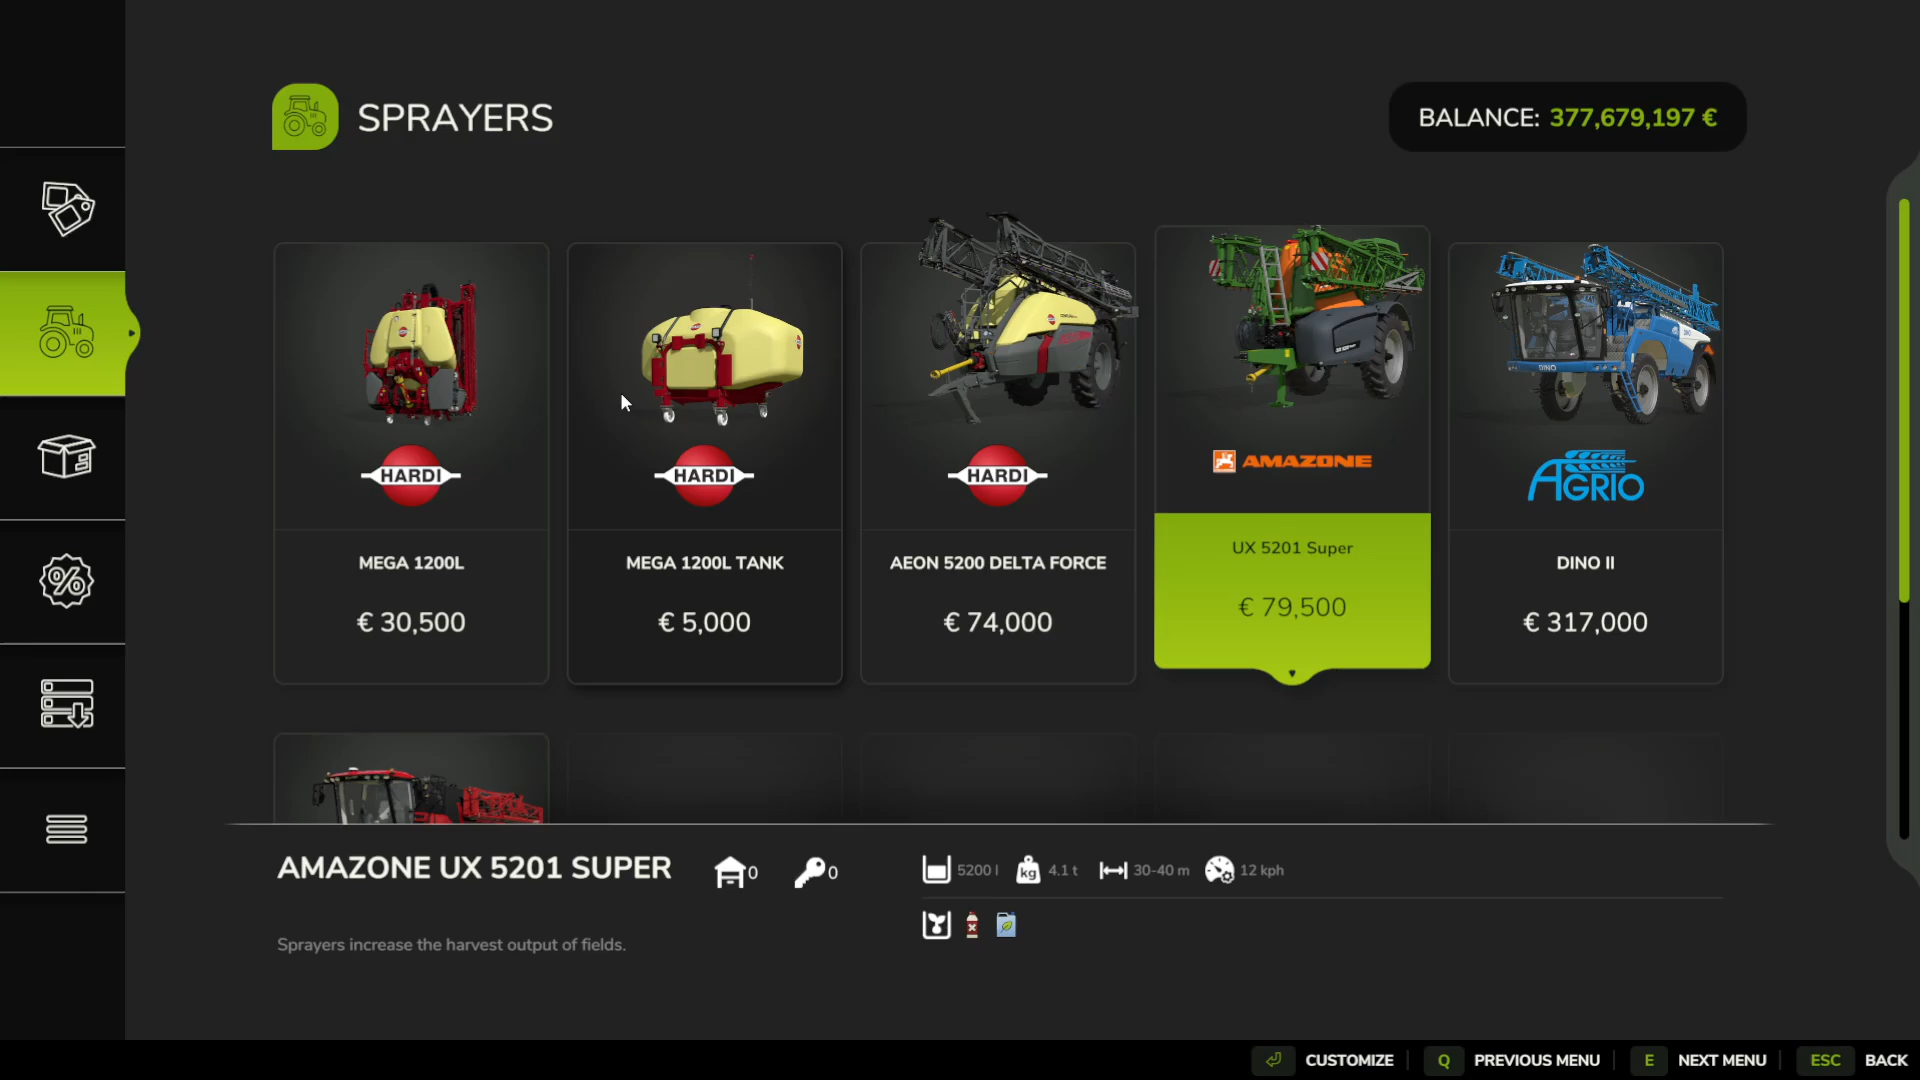 SPRAYERS
BALANCE: 377,679,197 €
HARDI
MEGA 1200L
€ 30,500
HARDI
MEGA 1200L TANK
€ 5,000
HARDI
AEON 5200 DELTA FORCE
€ 74,000
AMAZONE
UX 5201 Super
€ 79,500
DINO
AGRIO
DINO II
€ 317,000
AMAZONE UX 5201 SUPER
0
0
5200 l
kg
4.1 t
30-40 m
12 kph
Sprayers increase the harvest output of fields.
CUSTOMIZE
Q PREVIOUS MENU
E NEXT MENU
ESC BACK